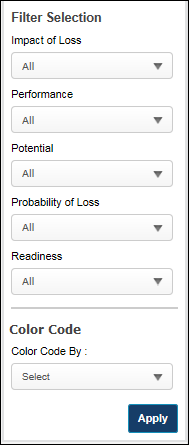 Filter Selection
Impact of Loss
All
Performance
All
Potential
All
Probability of Loss
All
Readiness
All
Color Code
Color Code By :
Select
Apply